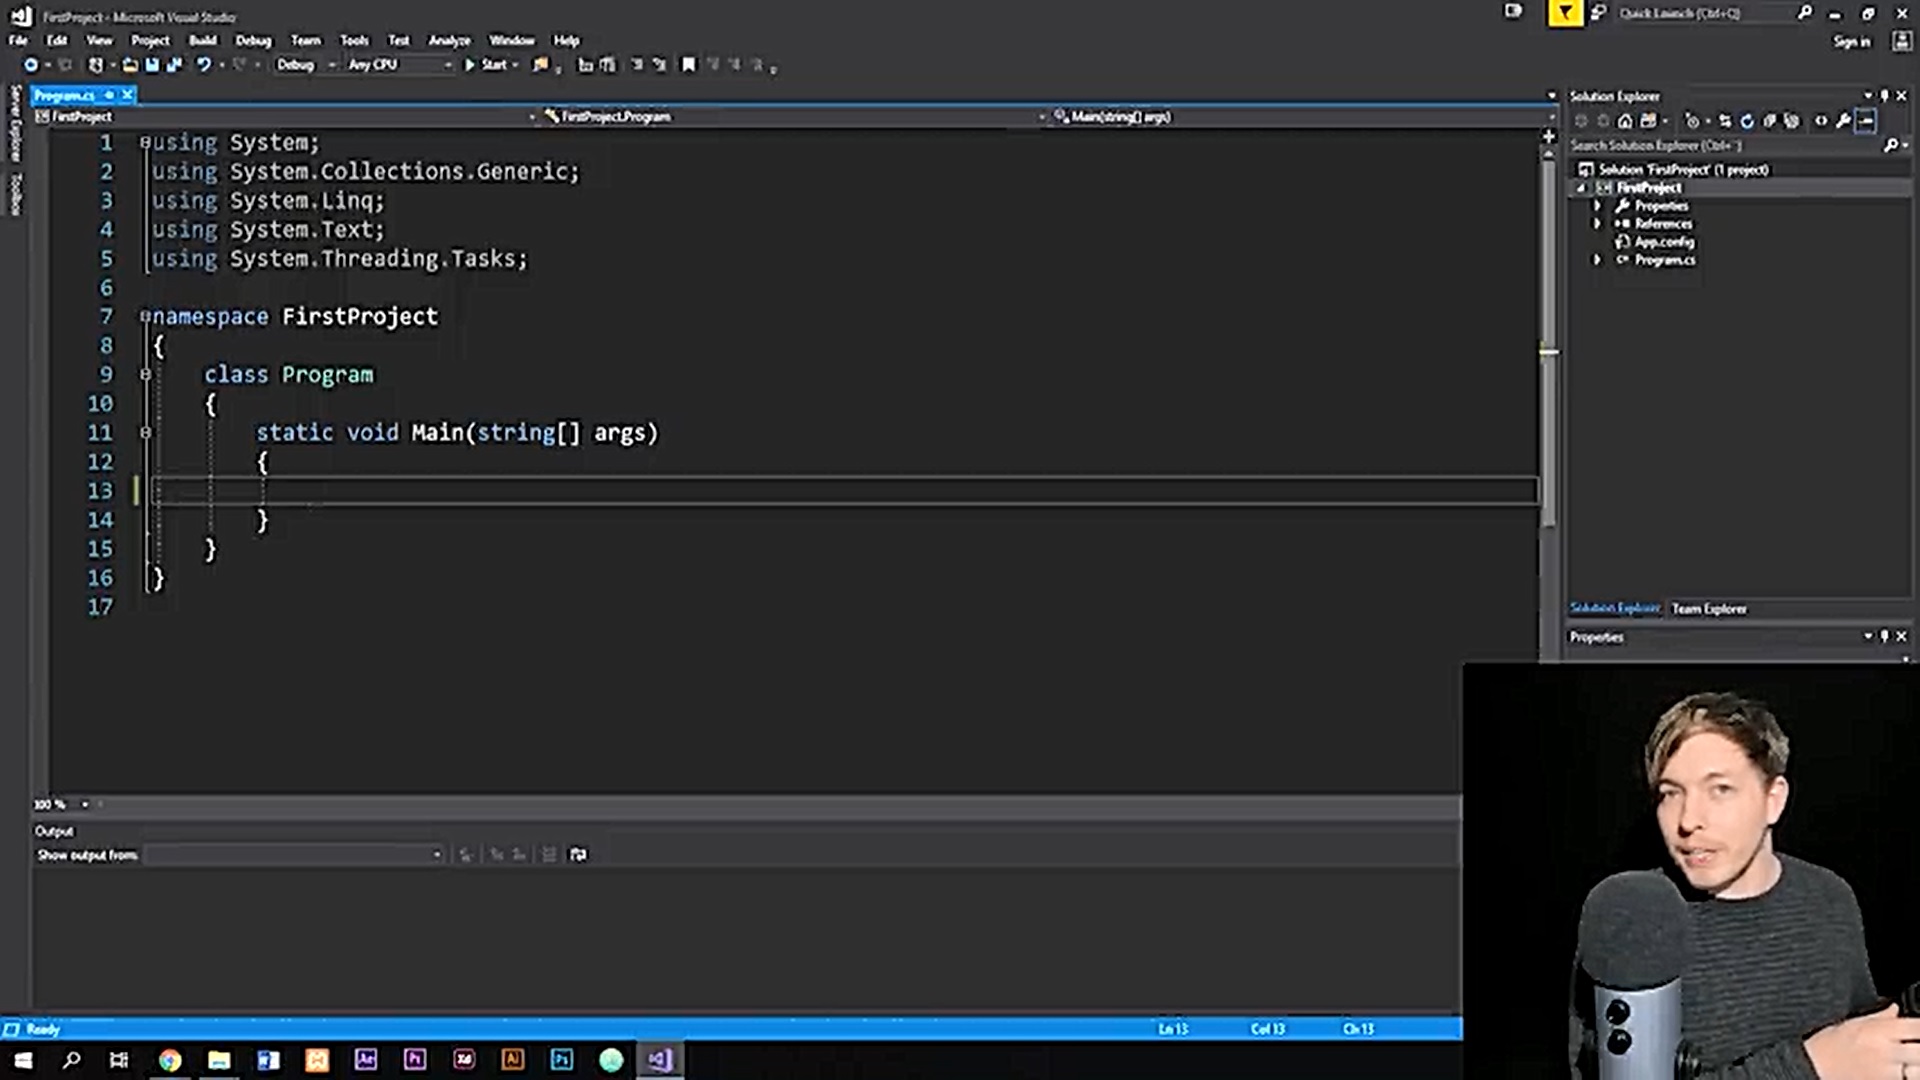 FirstProject - Microsoft Visual Studio
Quick Launch (Ctrl+Q)
File Edit View Project Build Debug Team Tools Test Analyze Window Help
Sign in
Debug Any CPU Start
Server Explorer
Toolbox
Program.cs
FirstProject FirstProject.Program Main(string[] args)
1 using System;
2 using System.Collections.Generic;
3 using System.Linq;
4 using System.Text;
5 using System.Threading.Tasks;
6
7 namespace FirstProject
8 {
9 class Program
10 {
11 static void Main(string[] args)
12 {
13
14 }
15 }
16 }
17
100 %
Output
Show output from:
Solution Explorer
Search Solution Explorer (Ctrl+
Solution 'FirstProject' (1 project)
FirstProject
Properties
References
App.config
C# Program.cs
Solution Explorer Team Explorer
Properties
Ready
Ln 13 Col 13 Ch 13
Ae Pr Xd Ai Ps